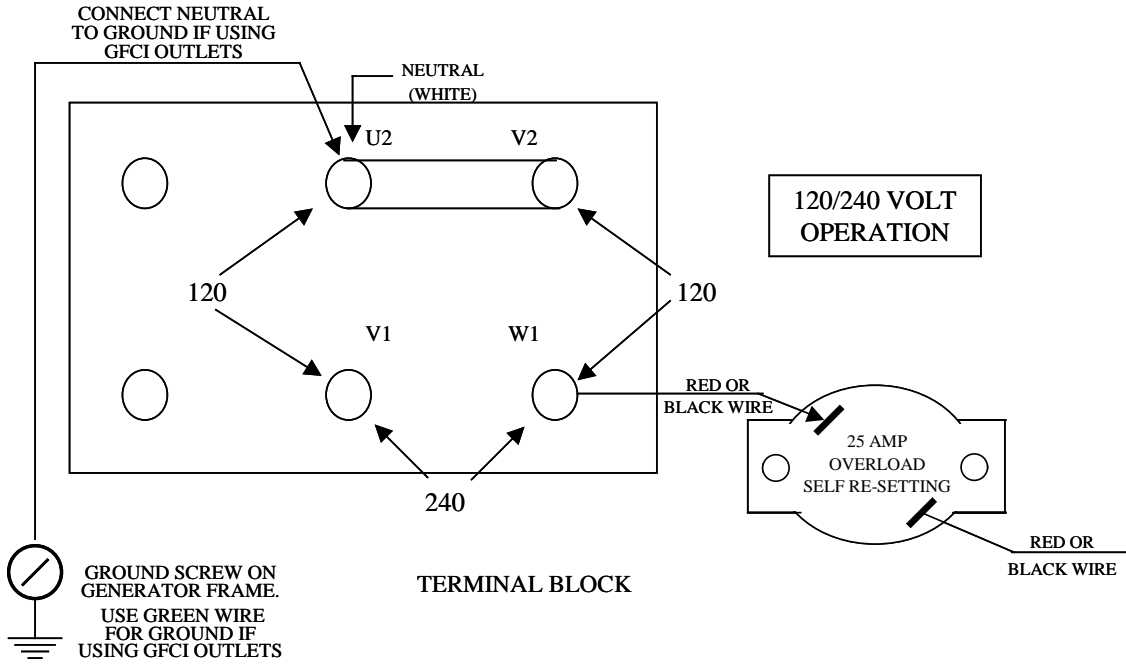 CONNECT NEUTRAL
TO GROUND IF USING
GFCI OUTLETS
NEUTRAL
(WHITE)
U2
V2
120/240 VOLT
OPERATION
120
120
V1
W1
RED OR
BLACK WIRE
25 AMP
OVERLOAD
SELF RE-SETTING
240
RED OR
BLACK WIRE
GROUND SCREW ON
GENERATOR FRAME.
USE GREEN WIRE
FOR GROUND IF
USING GFCI OUTLETS
TERMINAL BLOCK